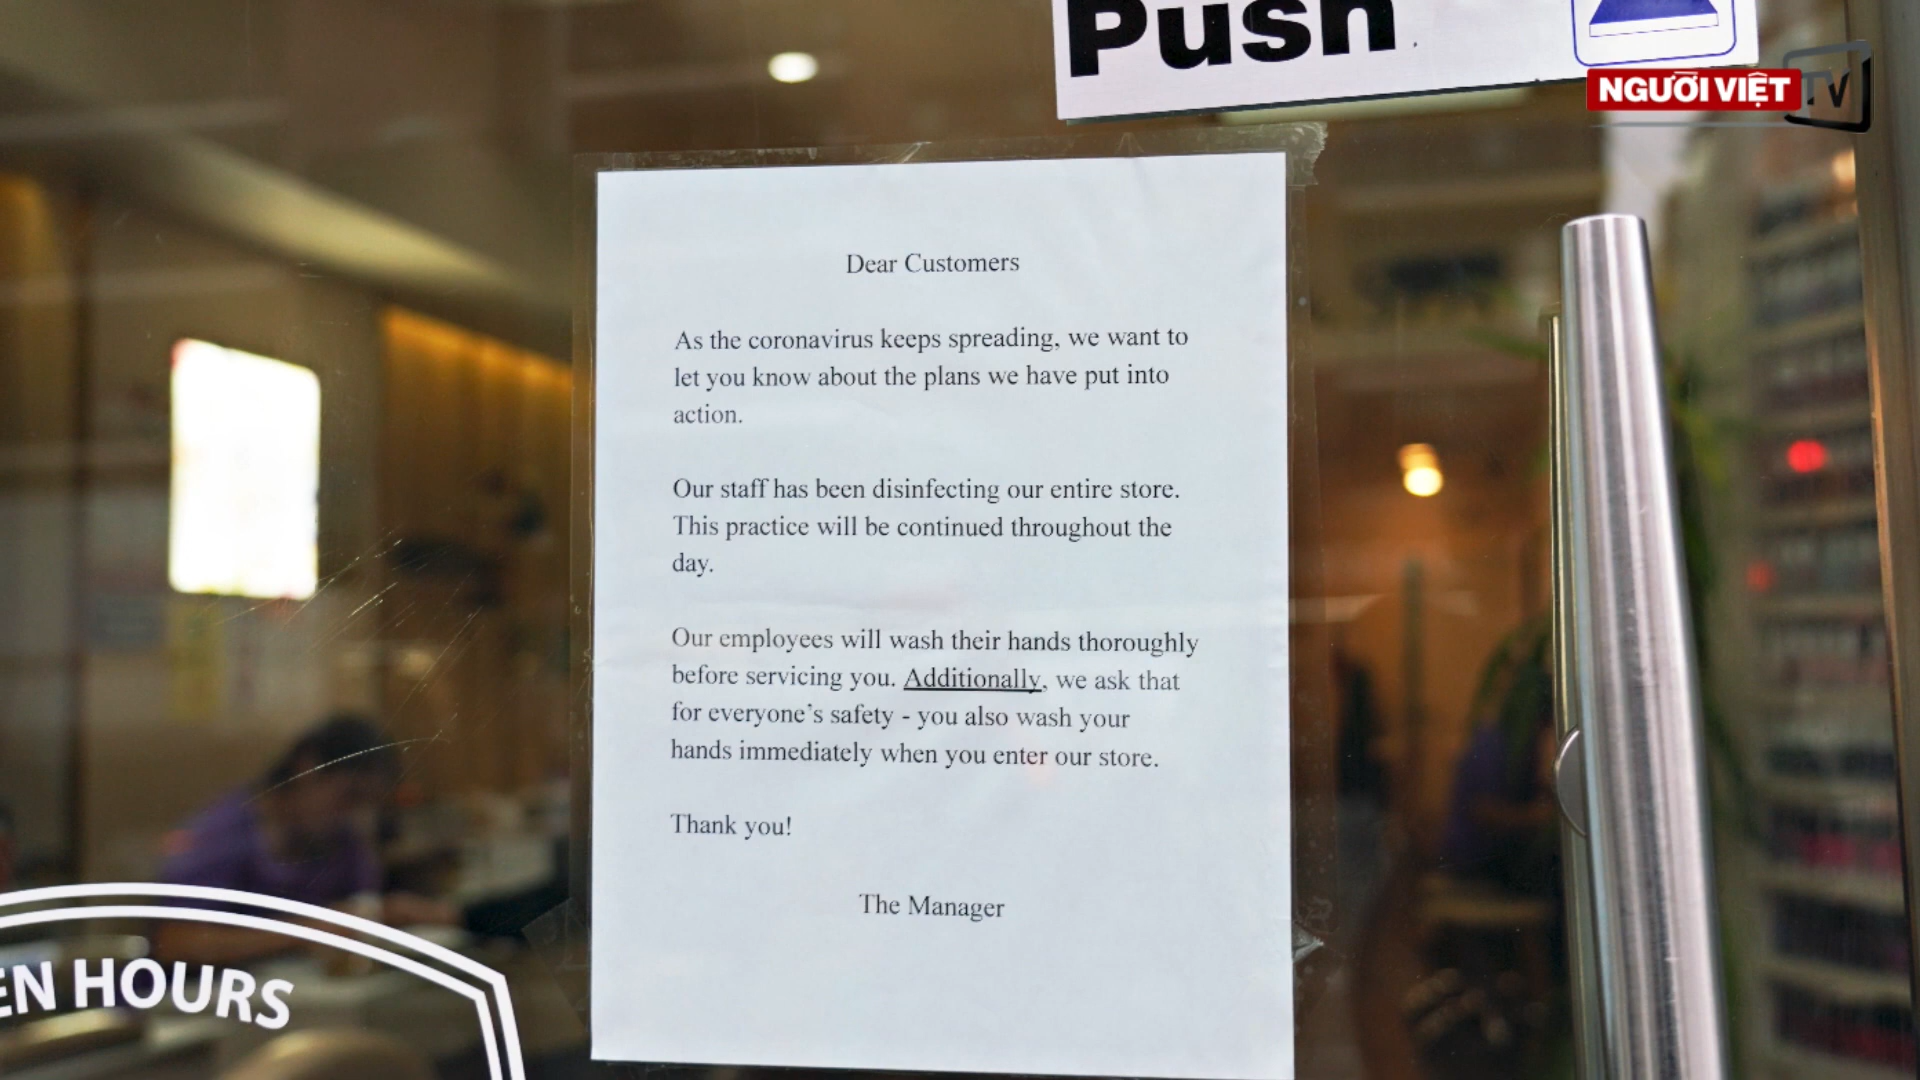 Push
NGƯỜI VIỆT TV
Dear Customers
As the coronavirus keeps spreading, we want to
let you know about the plans we have put into
action.
Our staff has been disinfecting our entire store.
This practice will be continued throughout the
day.
Our employees will wash their hands thoroughly
before servicing you. Additionally, we ask that
for everyone's safety - you also wash your
hands immediately when you enter our store.
Thank you!
The Manager
EN HOURS